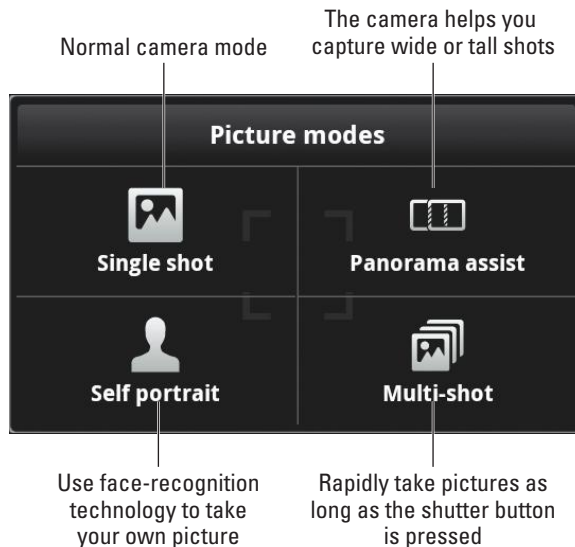 Normal camera mode
The camera helps you
capture wide or tall shots
Picture modes
Single shot
Panorama assist
Self portrait
Multi-shot
Use face-recognition
technology to take
your own picture
Rapidly take pictures as
long as the shutter button
is pressed